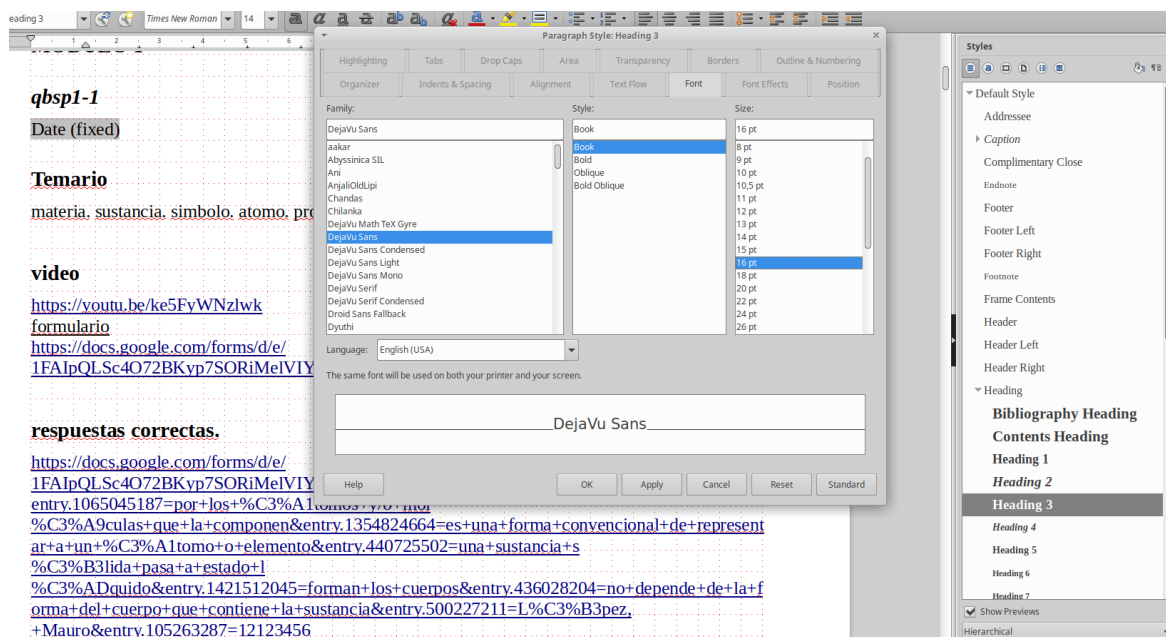 eading 3
Times New Roman
14
1 2 3 4 5 6
qbsp1-1
Date (fixed)
Temario
materia. sustancia. simbolo. atomo. pro
video
https://youtu.be/ke5FyWNzlwk
formulario
https://docs.google.com/forms/d/e/
1FAIpQLSc4O72BKyp7SORiMelVIY
respuestas correctas.
https://docs.google.com/forms/d/e/
1FAIpQLSc4O72BKyp7SORiMelVIY
entry.1065045187=por+los+%C3%A1tomos+y/o+mol
%C3%A9culas+que+la+componen&entry.1354824664=es+una+forma+convencional+de+represent
ar+a+un+%C3%A1tomo+o+elemento&entry.440725502=una+sustancia+s
%C3%B3lida+pasa+a+estado+l
%C3%ADquido&entry.1421512045=forman+los+cuerpos&entry.436028204=no+depende+de+la+f
orma+del+cuerpo+que+contiene+la+sustancia&entry.500227211=L%C3%B3pez,
+Mauro&entry.105263287=12123456
Paragraph Style: Heading 3
Highlighting Tabs Drop Caps Area Transparency Borders Outline & Numbering
Organizer Indents & Spacing Alignment Text Flow Font Font Effects Position
Family: Style: Size:
DejaVu Sans Book 16 pt
aakar Book 8 pt
Abyssinica SIL Bold 9 pt
Ani Oblique 10 pt
AnjaliOldLipi Bold Oblique 10,5 pt
Chandas 11 pt
Chilanka 12 pt
DejaVu Math TeX Gyre 13 pt
DejaVu Sans 14 pt
DejaVu Sans Condensed 15 pt
DejaVu Sans Light 16 pt
DejaVu Sans Mono 18 pt
DejaVu Serif 20 pt
DejaVu Serif Condensed 22 pt
Droid Sans Fallback 24 pt
Dyuthi 26 pt
Language: English (USA)
The same font will be used on both your printer and your screen.
DejaVu Sans
Help OK Apply Cancel Reset Standard
Styles
Default Style
Addressee
Caption
Complimentary Close
Endnote
Footer
Footer Left
Footer Right
Footnote
Frame Contents
Header
Header Left
Header Right
Heading
Bibliography Heading
Contents Heading
Heading 1
Heading 2
Heading 3
Heading 4
Heading 5
Heading 6
Heading 7
Show Previews
Hierarchical